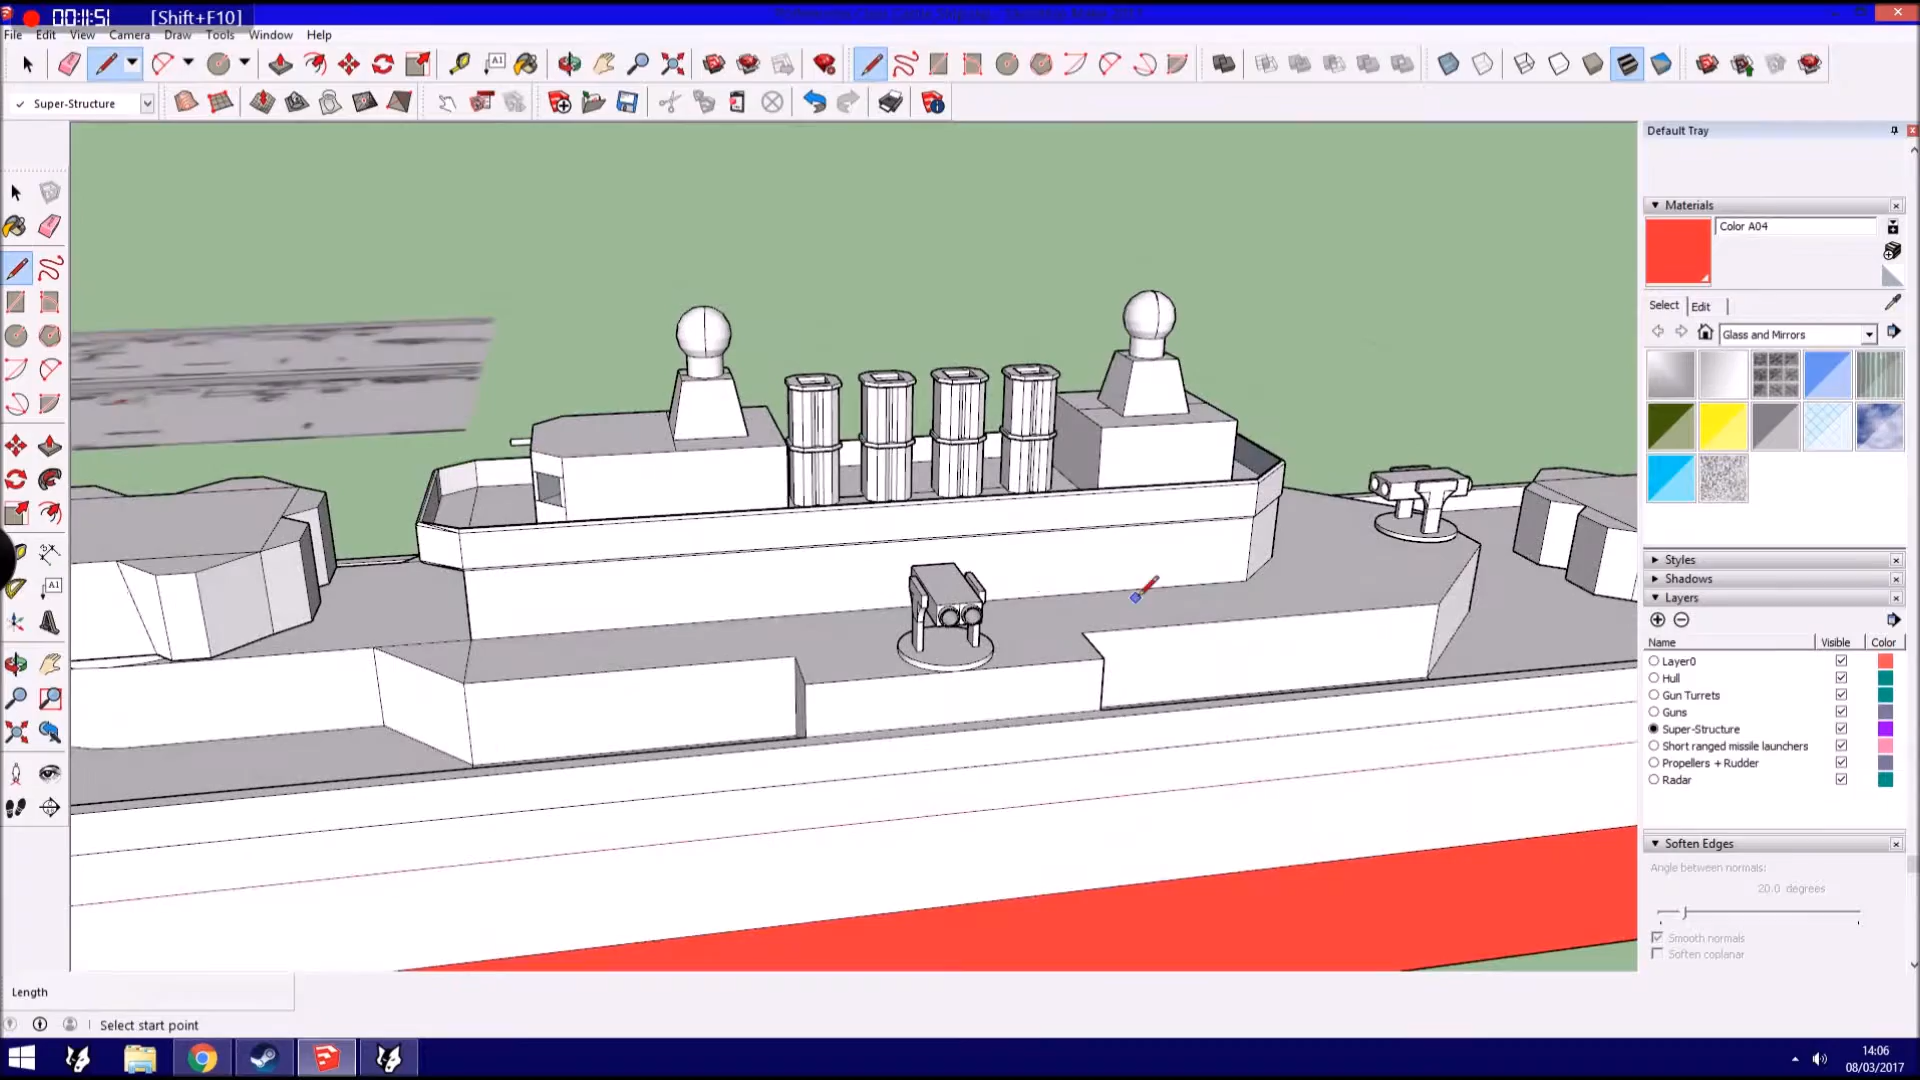 00:11:51 [Shift+F10]
File Edit View Camera Draw Tools Window Help
A1
✓ Super-Structure
Default Tray
Materials
Color A04
Select Edit
Glass and Mirrors
A1
Styles
Shadows
Layers
Name Visible Color
Layer0
Hull
Gun Turrets
Guns
Super-Structure
Short ranged missile launchers
Propellers + Rudder
Radar
Soften Edges
Angle between normals:
20.0 degrees
Smooth normals
Soften coplanar
Length
Select start point
14:06
08/03/2017